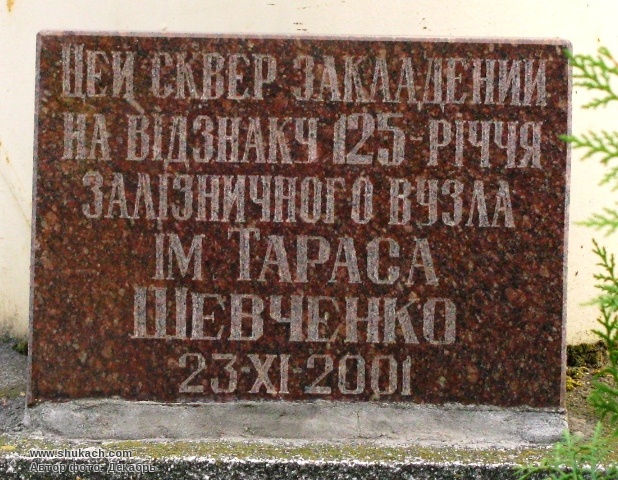 ЦЕЙ СКВЕР ЗАКЛАДЕНИЙ
НА ВІДЗНАКУ 125-РІЧЧЯ
ЗАЛІЗНИЧНОГО ВУЗЛА
ІМ ТАРАСА
ШЕВЧЕНКО
23-XI-2001
www.shukach.com
Автор фото: Декабрь